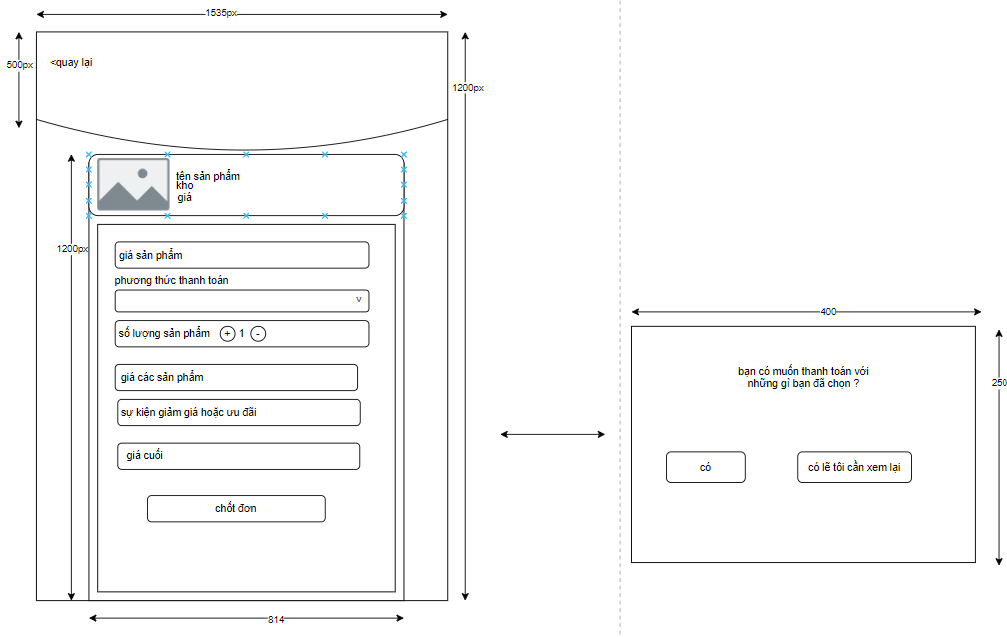 1535px
500px
<quay lại
1200px
tện sản phẩm
kho
giá
1200px
giá sản phẩm
phương thức thanh toán
v
số lượng sản phẩm + 1 -
giá các sản phẩm
sự kiện giảm giá hoặc ưu đãi
giá cuối
chốt đơn
814
400
250
bạn có muốn thanh toán với
những gỉ bạn đã chọn ?
có
có lẽ tôi cần xem lại